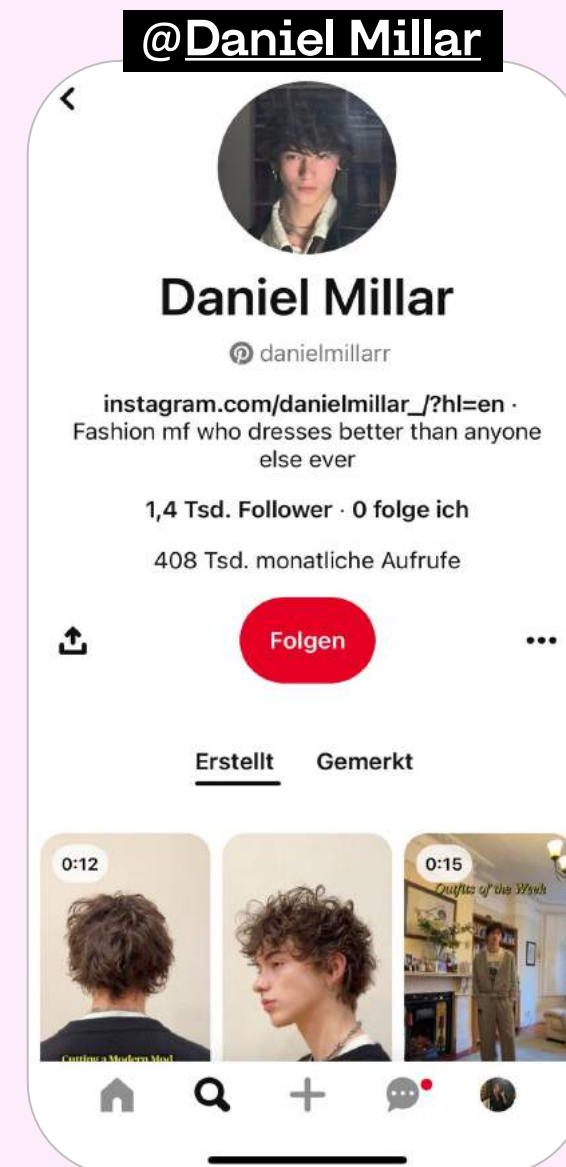 @Daniel Millar
Daniel Millar
danielmillarr
instagram.com/danielmillar_/?hl=en ·
Fashion mf who dresses better than anyone
else ever
1,4 Tsd. Follower · 0 folge ich
408 Tsd. monatliche Aufrufe
Folgen
Erstellt Gemerkt
0:12
0:15
Outfits of the Week
Cutting a Modern Mod